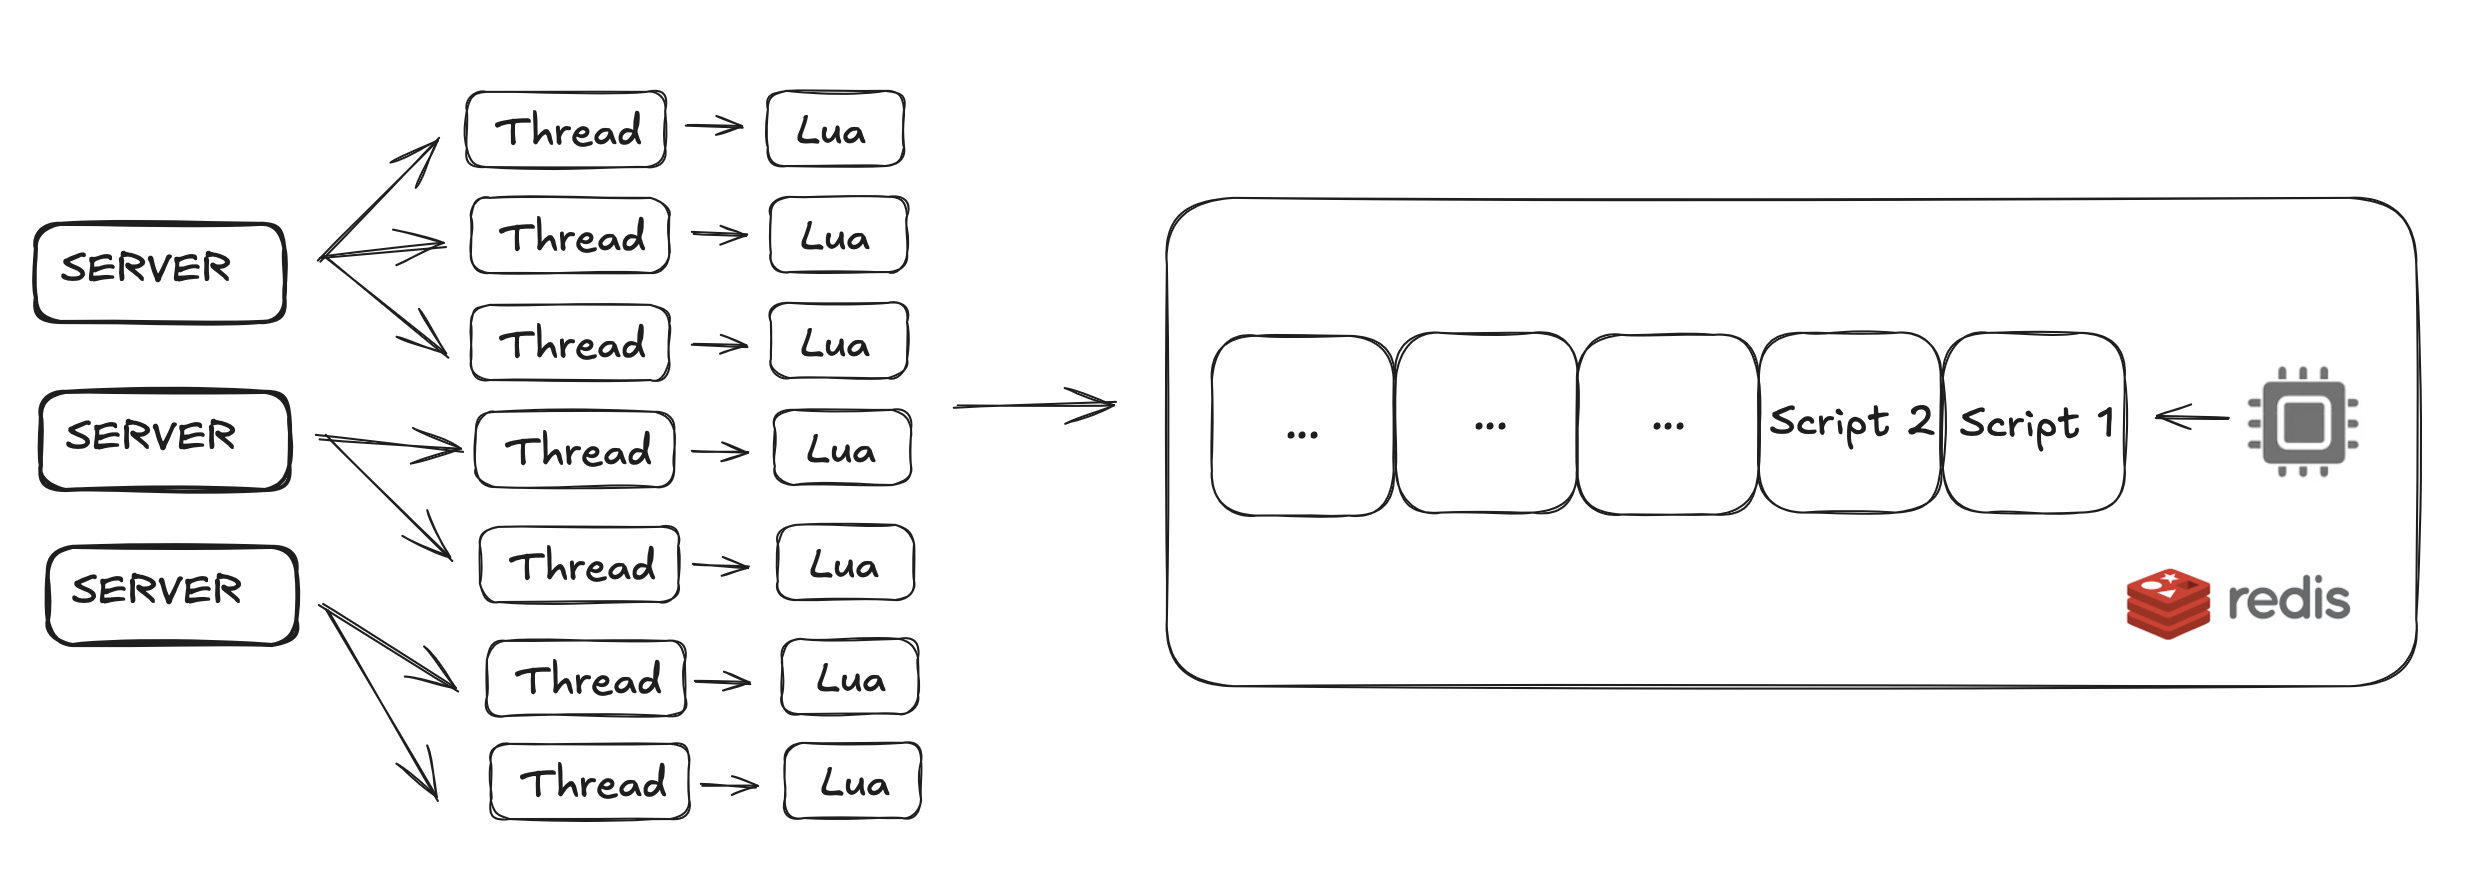 SERVER
SERVER
SERVER
Thread
Thread
Thread
Thread
Thread
Thread
Thread
Lua
Lua
Lua
Lua
Lua
Lua
Lua
...
...
...
Script 2
Script 1
redis